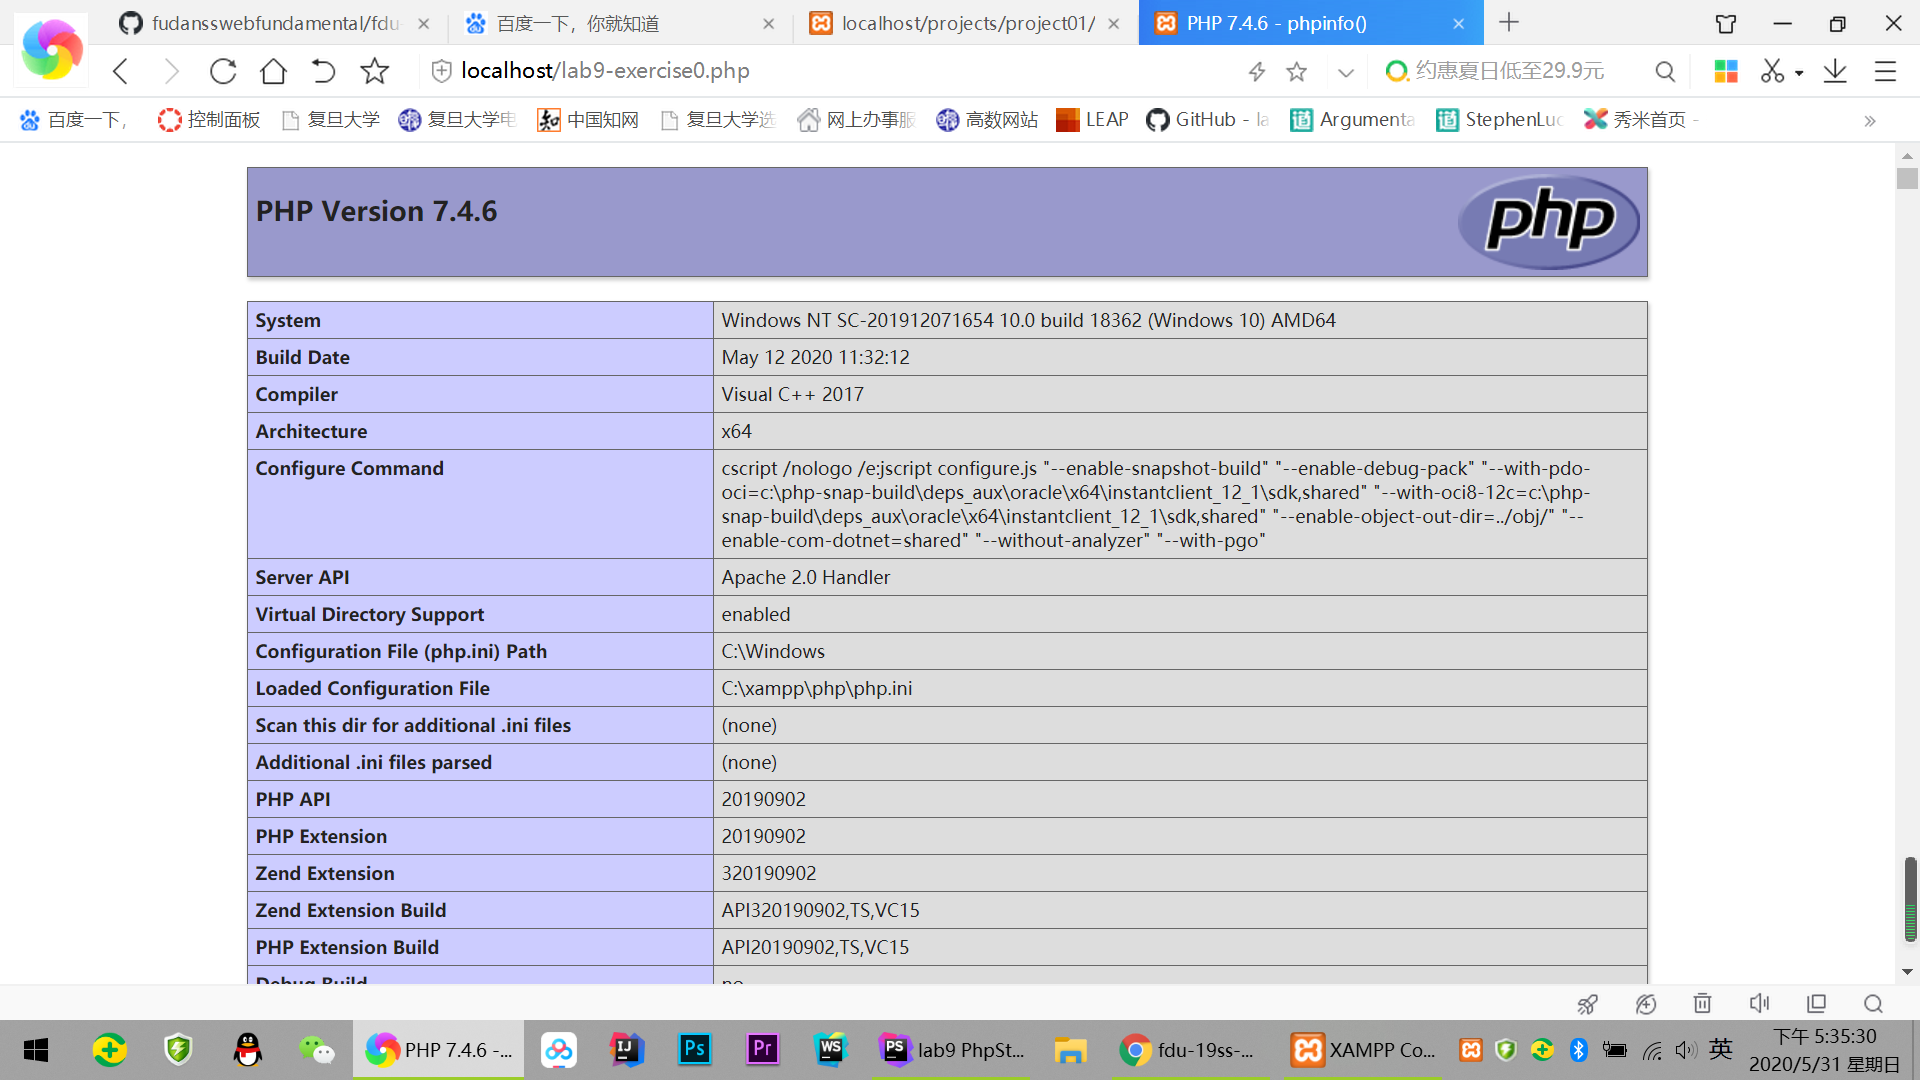 fudansswebfundamental/fdu-
百度一下，你就知道
localhost/projects/project01/
PHP 7.4.6 - phpinfo()
localhost/lab9-exercise0.php
约惠夏日低至29.9元
百度一下，
控制面板
复旦大学
复旦大学电
中国知网
复旦大学选
网上办事服
高数网站
LEAP
GitHub - la
Argumenta
StephenLuc
秀米首页 -
PHP Version 7.4.6
php
System Windows NT SC-201912071654 10.0 build 18362 (Windows 10) AMD64
Build Date May 12 2020 11:32:12
Compiler Visual C++ 2017
Architecture x64
Configure Command cscript /nologo /e:jscript configure.js "--enable-snapshot-build" "--enable-debug-pack" "--with-pdo-
oci=c:\php-snap-build\deps_aux\oracle\x64\instantclient_12_1\sdk,shared" "--with-oci8-12c=c:\php-
snap-build\deps_aux\oracle\x64\instantclient_12_1\sdk,shared" "--enable-object-out-dir=../obj/" "--
enable-com-dotnet=shared" "--without-analyzer" "--with-pgo"
Server API Apache 2.0 Handler
Virtual Directory Support enabled
Configuration File (php.ini) Path C:\Windows
Loaded Configuration File C:\xampp\php\php.ini
Scan this dir for additional .ini files (none)
Additional .ini files parsed (none)
PHP API 20190902
PHP Extension 20190902
Zend Extension 320190902
Zend Extension Build API320190902,TS,VC15
PHP Extension Build API20190902,TS,VC15
Debug Build no
PHP 7.4.6 -...
IJ
Ps
Pr
WS
PS
lab9 PhpSt...
fdu-19ss-...
XAMPP Co...
英
下午 5:35:30
2020/5/31 星期日